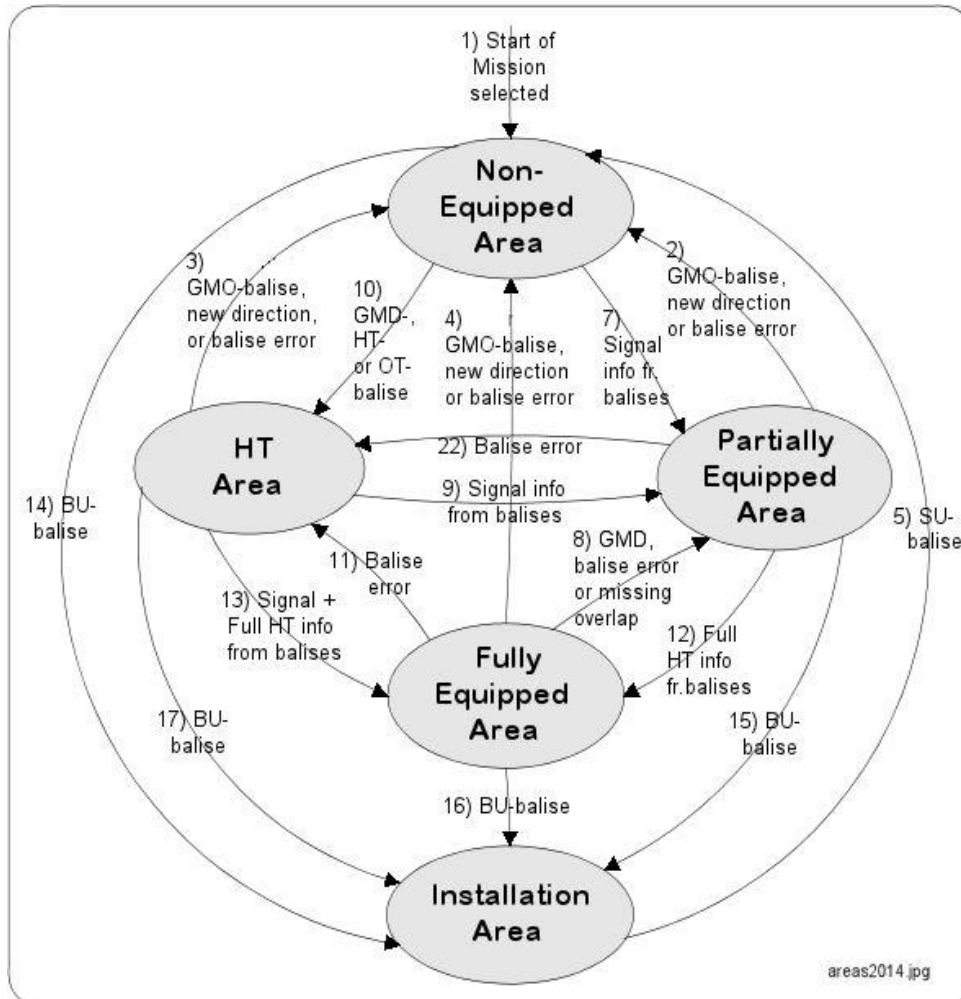 1) Start of
Mission
selected
Non-
Equipped
Area
3)
GMO-balise,
new direction,
or balise error
10)
GMD-,
HT-
or OT-
balise
4)
GMO-balise,
new direction
or balise error
7)
Signal
info fr.
balises
2)
GMO-balise,
new direction
or balise error
HT
Area
22) Balise error
9) Signal info
from balises
Partially
Equipped
Area
14) BU-
balise
5) SU-
balise
11) Balise
error
8) GMD,
balise error
or missing
overlap
13) Signal +
Full HT info
from balises
12) Full
HT info
fr.balises
Fully
Equipped
Area
17) BU-
balise
15) BU-
balise
16) BU-balise
Installation
Area
areas2014.jpg